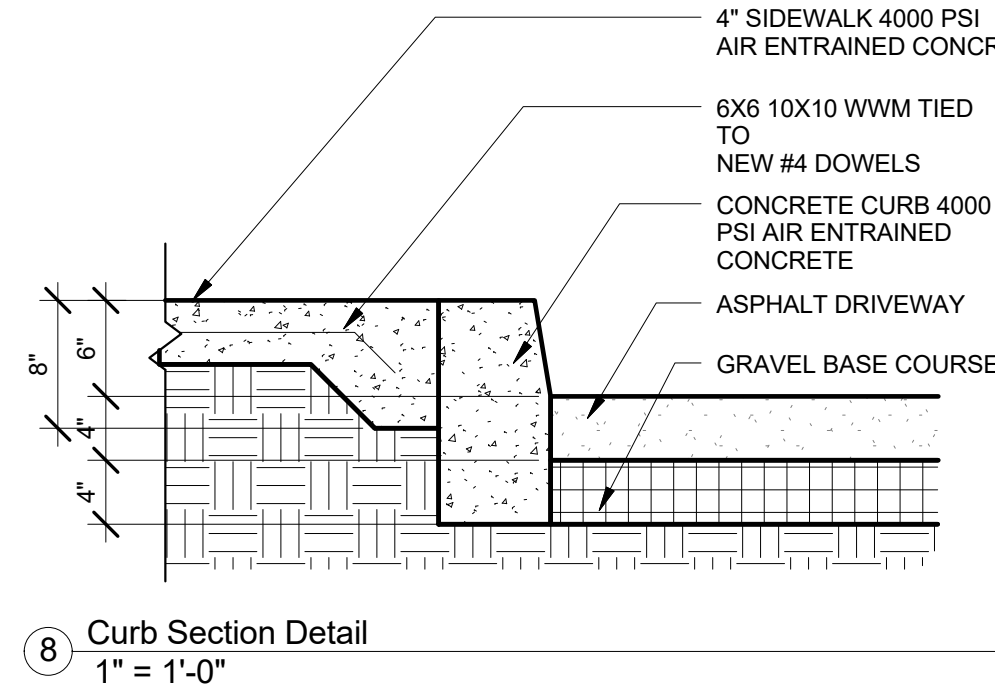 4" SIDEWALK 4000 PSI
AIR ENTRAINED CONCR
6X6 10X10 WWM TIED
TO
NEW #4 DOWELS
CONCRETE CURB 4000
PSI AIR ENTRAINED
CONCRETE
ASPHALT DRIVEWAY
GRAVEL BASE COURSE
8"
6"
4"
4"
8
Curb Section Detail
1" = 1'-0"